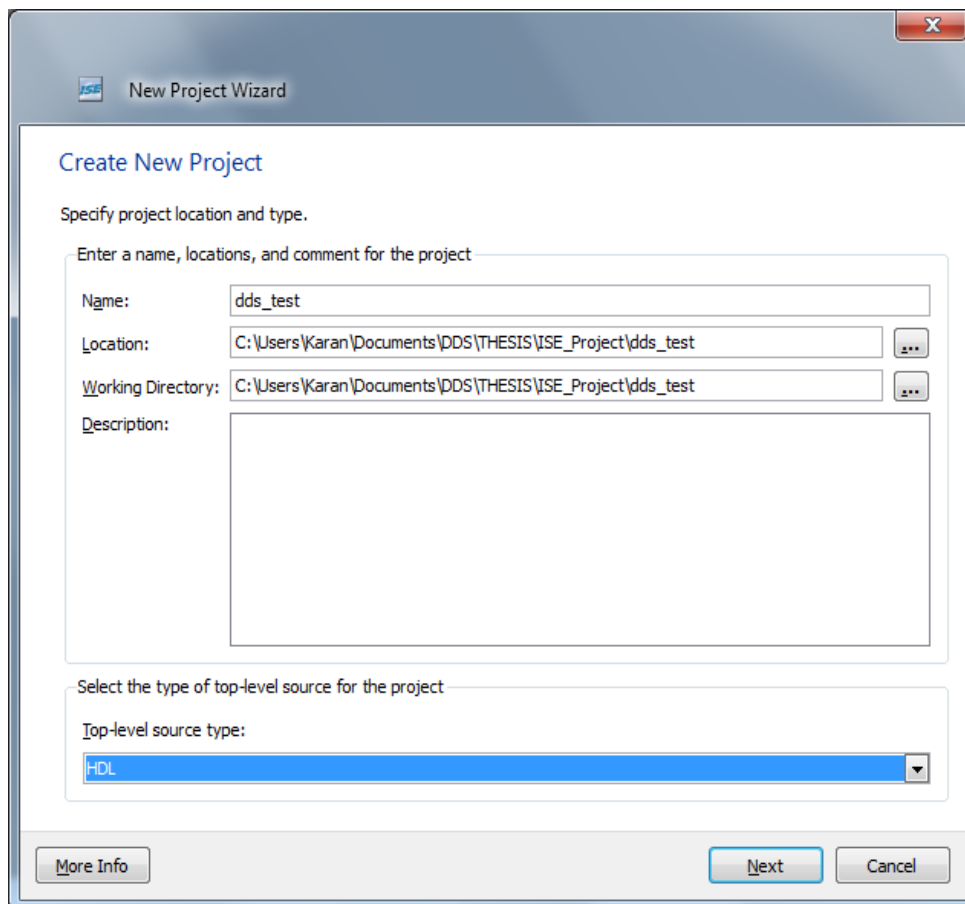 ISE New Project Wizard
Create New Project
Specify project location and type.
Enter a name, locations, and comment for the project
Name: dds_test
Location: C:\Users\Karan\Documents\DDS\THESIS\ISE_Project\dds_test ...
Working Directory: C:\Users\Karan\Documents\DDS\THESIS\ISE_Project\dds_test ...
Description:
Select the type of top-level source for the project
Top-level source type:
HDL
More Info Next Cancel